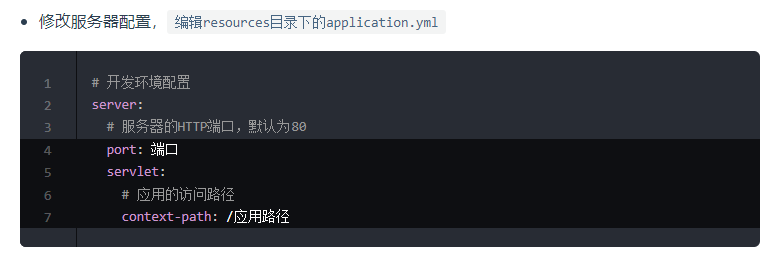 修改服务器配置，编辑resources目录下的application.yml
1 # 开发环境配置
2 server:
3   # 服务器的HTTP端口，默认为80
4   port: 端口
5   servlet:
6     # 应用的访问路径
7     context-path: /应用路径